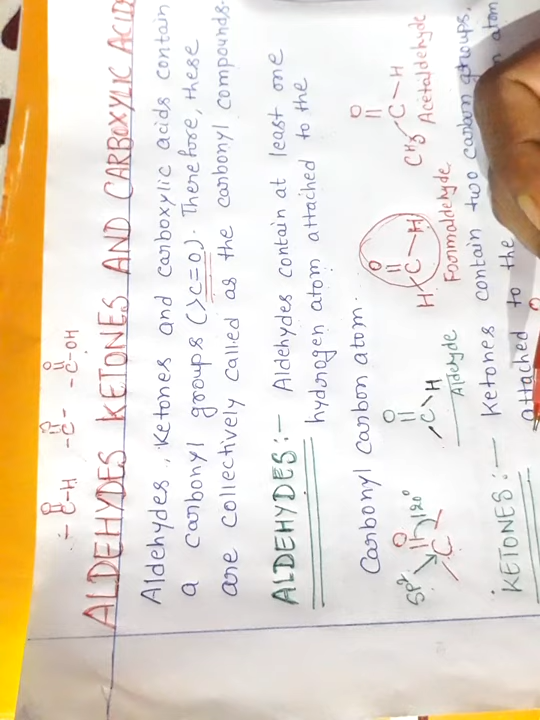 O O O
- C-H -C- -C-OH
ALDEHYDES KETONES AND CARBOXYLIC ACIDS
Aldehydes, Ketones and carboxylic acids contain
a carbonyl groups (>C=O). Therefore, these
are collectively called as the carbonyl compounds.
ALDEHYDES:- Aldehydes contain at least one
hydrogen atom attached to the
Carbonyl carbon atom.
SP² O 120° O O O
C C H H C H CH₃ C H
Aldehyde Formaldehyde Acetaldehyde
KETONES:- Ketones contain two carbon groups.
attached to the atom